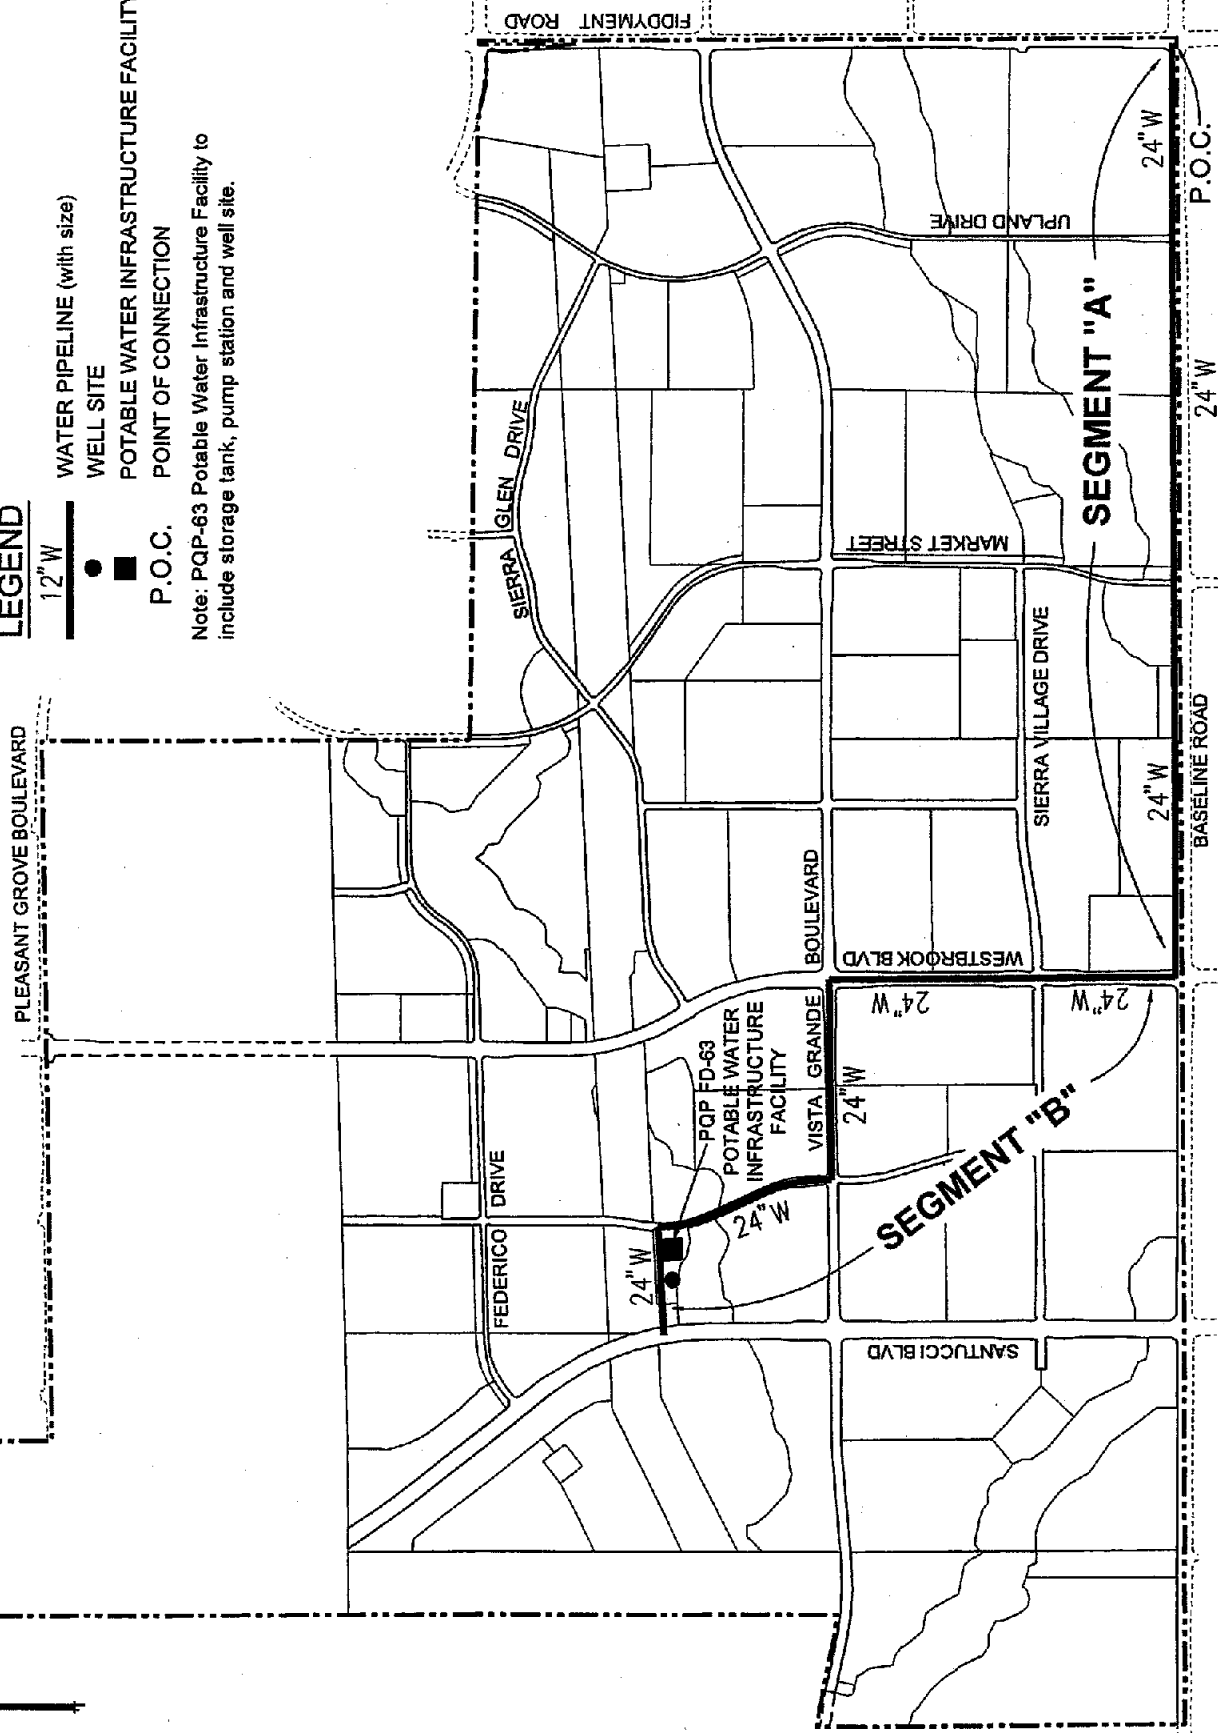 LEGEND
12" W
WATER PIPELINE (with size)
WELL SITE
POTABLE WATER INFRASTRUCTURE FACILITY
P.O.C.
POINT OF CONNECTION
Note: PQP-63 Potable Water Infrastructure Facility to
include storage tank, pump station and well site.
PLEASANT GROVE BOULEVARD
FIDDYMENT ROAD
SIERRA GLEN DRIVE
UPLAND DRIVE
MARKET STREET
SEGMENT "A"
24" W
P.O.C.
24" W
SIERRA VILLAGE DRIVE
24" W
BASELINE ROAD
WESTBROOK BLVD
24" W
24" W
VISTA GRANDE BOULEVARD
24" W
PQP FD-63
POTABLE WATER
INFRASTRUCTURE
FACILITY
24" W
24" W
FEDERICO DRIVE
SEGMENT "B"
SANTUCCI BLVD